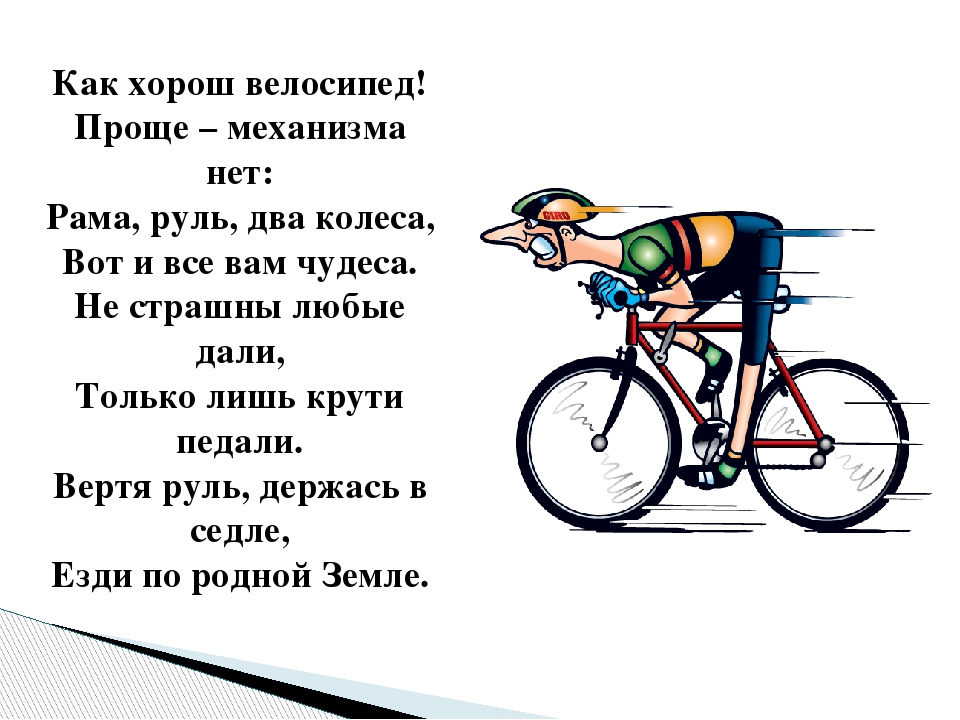 Как хорош велосипед!
Проще – механизма
нет:
Рама, руль, два колеса,
Вот и все вам чудеса.
Не страшны любые
дали,
Только лишь крути
педали.
Вертя руль, держась в
седле,
Езди по родной Земле.
GIRO